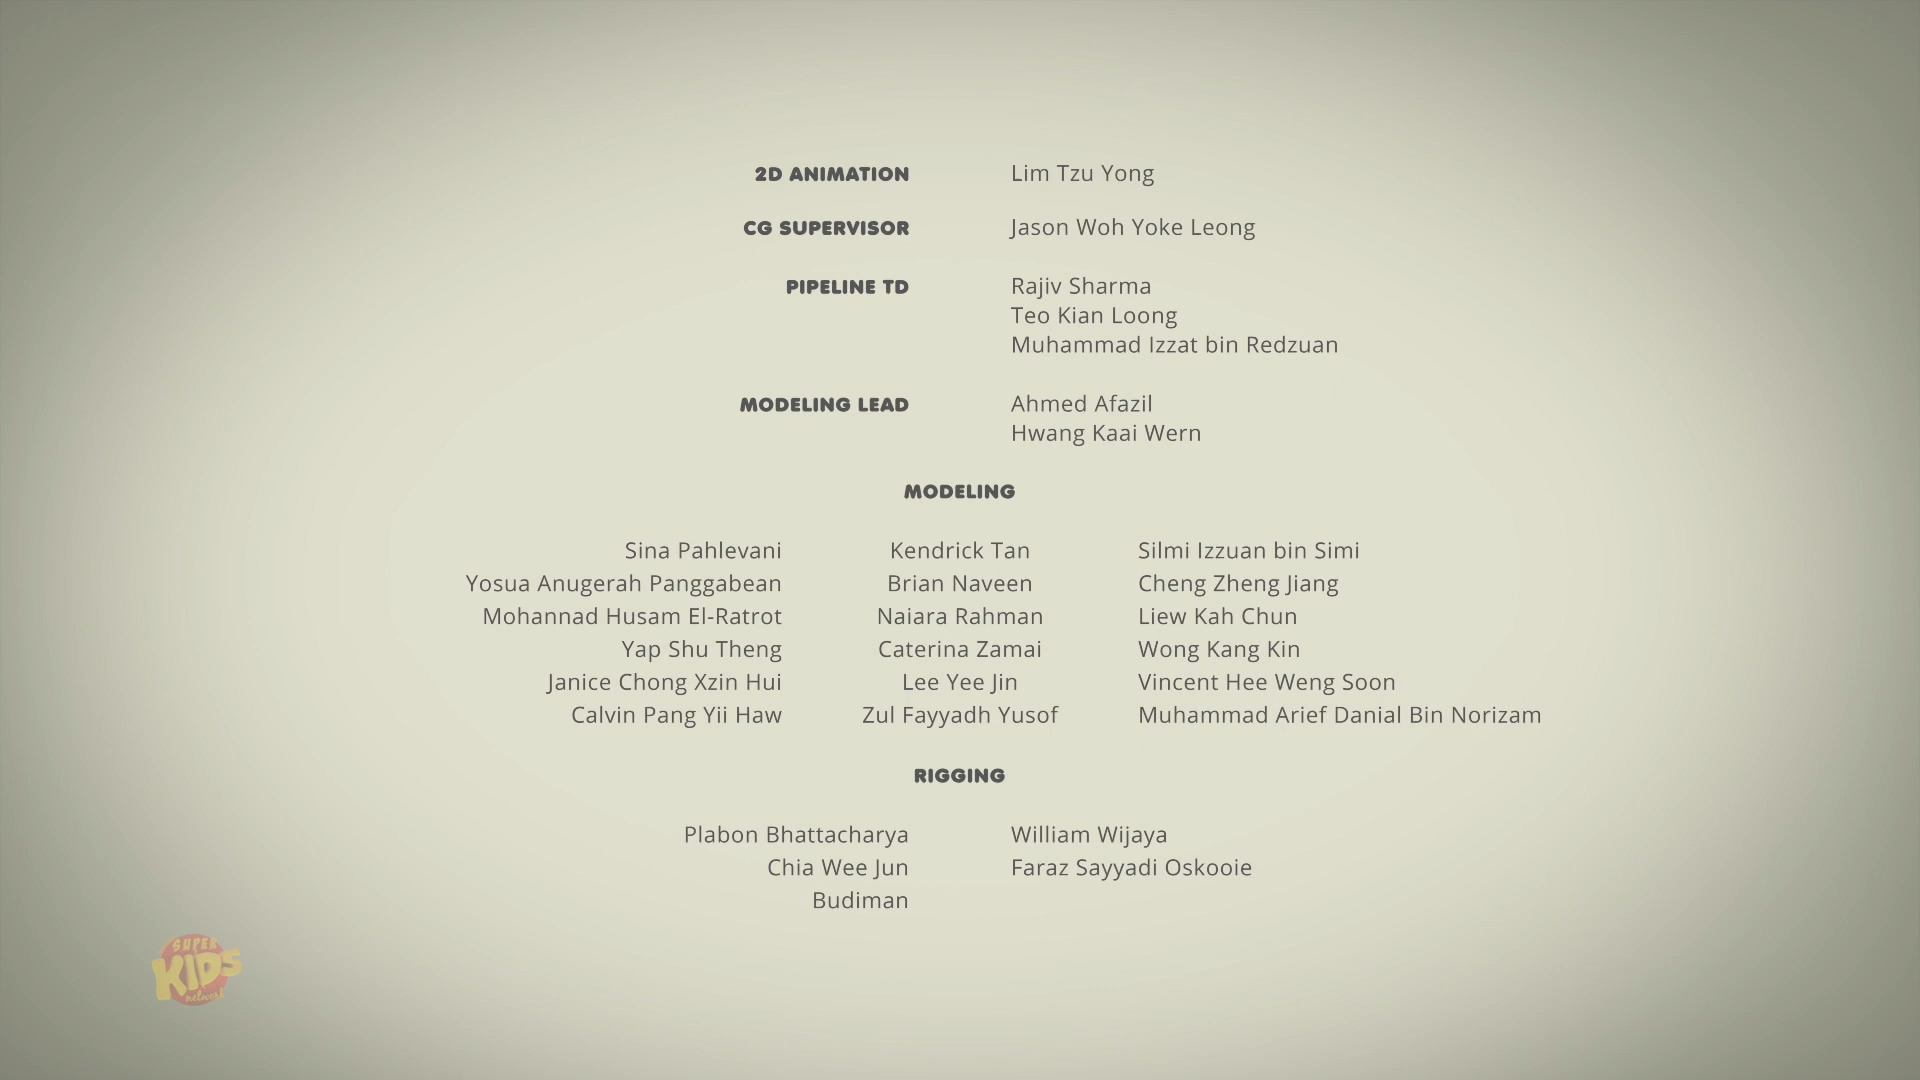 2D ANIMATION Lim Tzu Yong
CG SUPERVISOR Jason Woh Yoke Leong
PIPELINE TD Rajiv Sharma
Teo Kian Loong
Muhammad Izzat bin Redzuan
MODELING LEAD Ahmed Afazil
Hwang Kaai Wern
MODELING
Sina Pahlevani Kendrick Tan Silmi Izzuan bin Simi
Yosua Anugerah Panggabean Brian Naveen Cheng Zheng Jiang
Mohannad Husam El-Ratrot Naiara Rahman Liew Kah Chun
Yap Shu Theng Caterina Zamai Wong Kang Kin
Janice Chong Xzin Hui Lee Yee Jin Vincent Hee Weng Soon
Calvin Pang Yii Haw Zul Fayyadh Yusof Muhammad Arief Danial Bin Norizam
RIGGING
Plabon Bhattacharya William Wijaya
Chia Wee Jun Faraz Sayyadi Oskooie
Budiman
SUPER
KIDS
network